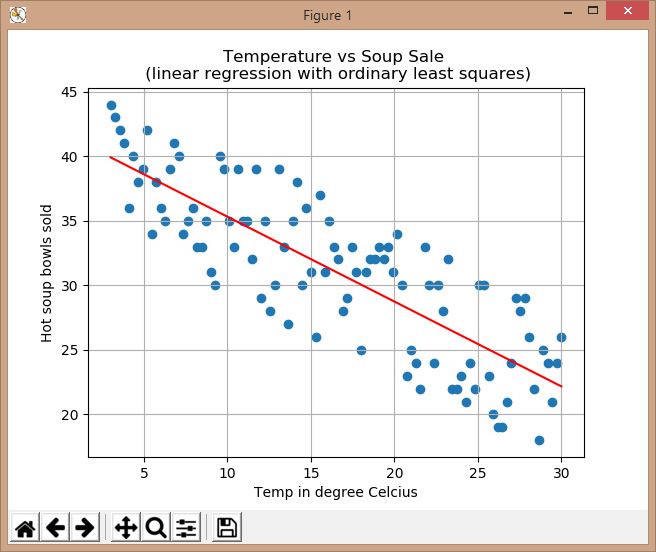 Figure 1
Temperature vs Soup Sale
(linear regression with ordinary least squares)
45
40
35
30
25
20
Hot soup bowls sold
5 10 15 20 25 30
Temp in degree Celcius